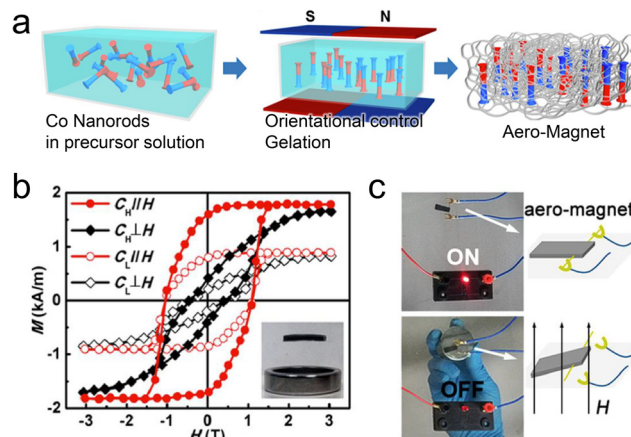 a
S N
Co Nanorods
in precursor solution
Orientational control
Gelation
Aero-Magnet
b
M (kA/m)
2
1
0
-1
-2
C_H//H
C_H⊥H
C_L//H
C_L⊥H
-3 -2 -1 0 1 2 3
H (T)
c
aero-magnet
ON
OFF
H